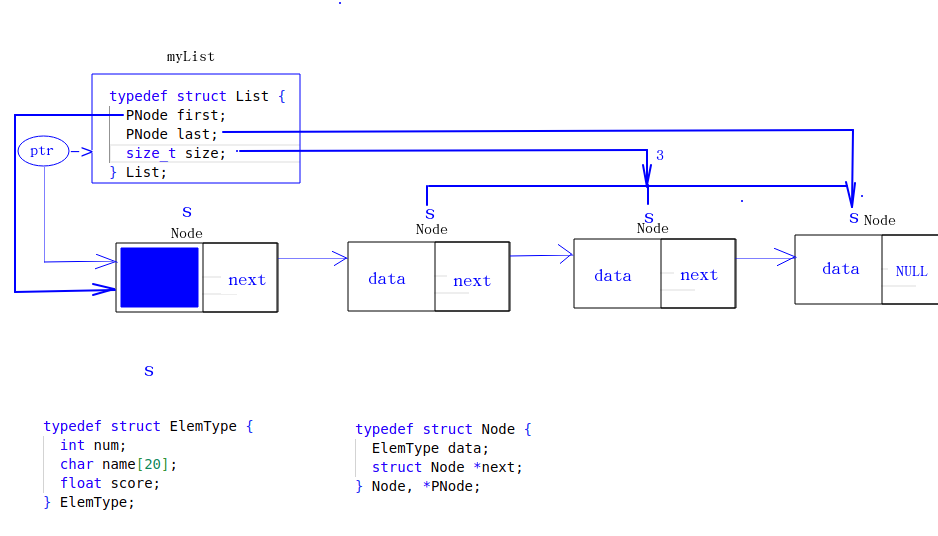 myList
typedef struct List {
PNode first;
PNode last;
size_t size;
} List;
ptr
3
s
Node
next
s
Node
data
next
s
Node
data
next
s Node
data
NULL
s
typedef struct ElemType {
int num;
char name[20];
float score;
} ElemType;
typedef struct Node {
ElemType data;
struct Node *next;
} Node, *PNode;